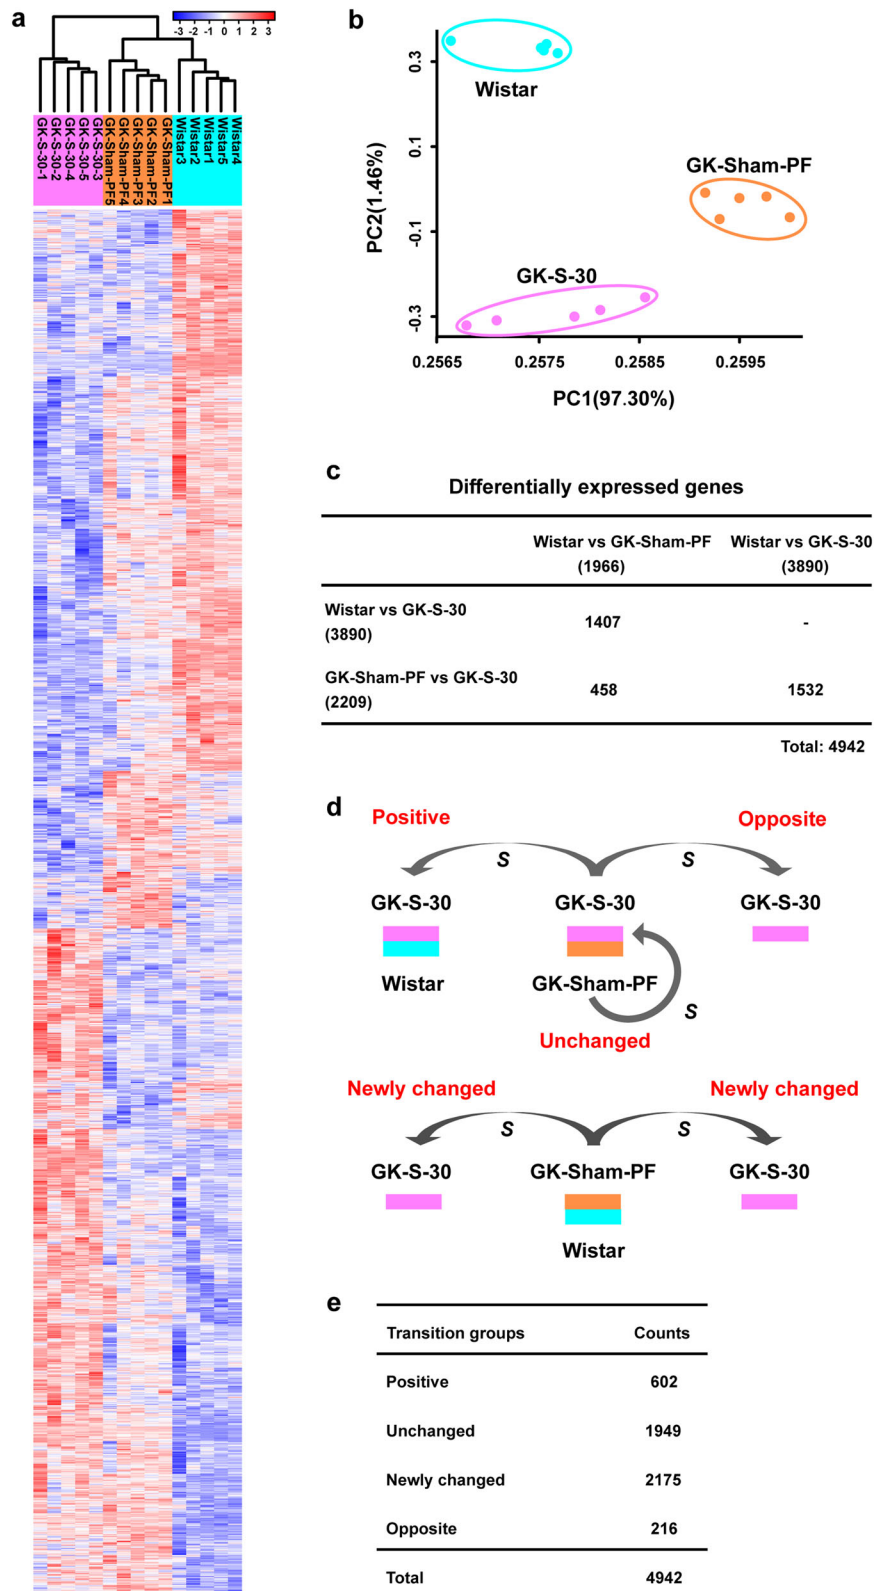 a
-3 -2 -1 0 1 2 3
GK-S-30-1
GK-S-30-2
GK-S-30-4
GK-S-30-5
GK-S-30-3
GK-Sham-PF5
GK-Sham-PF4
GK-Sham-PF3
GK-Sham-PF2
GK-Sham-PF1
Wistar3
Wistar2
Wistar1
Wistar5
Wistar4
b
0.3
0.1
-0.1
-0.3
PC2(1.46%)
Wistar
GK-Sham-PF
GK-S-30
0.2565 0.2575 0.2585 0.2595
PC1(97.30%)
c
Differentially expressed genes
Wistar vs GK-Sham-PF Wistar vs GK-S-30
(1966) (3890)
Wistar vs GK-S-30
(3890) 1407 -
GK-Sham-PF vs GK-S-30
(2209) 458 1532
Total: 4942
d
Positive Opposite
S S
GK-S-30 GK-S-30 GK-S-30
Wistar GK-Sham-PF
S
Unchanged
Newly changed Newly changed
S S
GK-S-30 GK-Sham-PF GK-S-30
Wistar
e
Transition groups Counts
Positive 602
Unchanged 1949
Newly changed 2175
Opposite 216
Total 4942